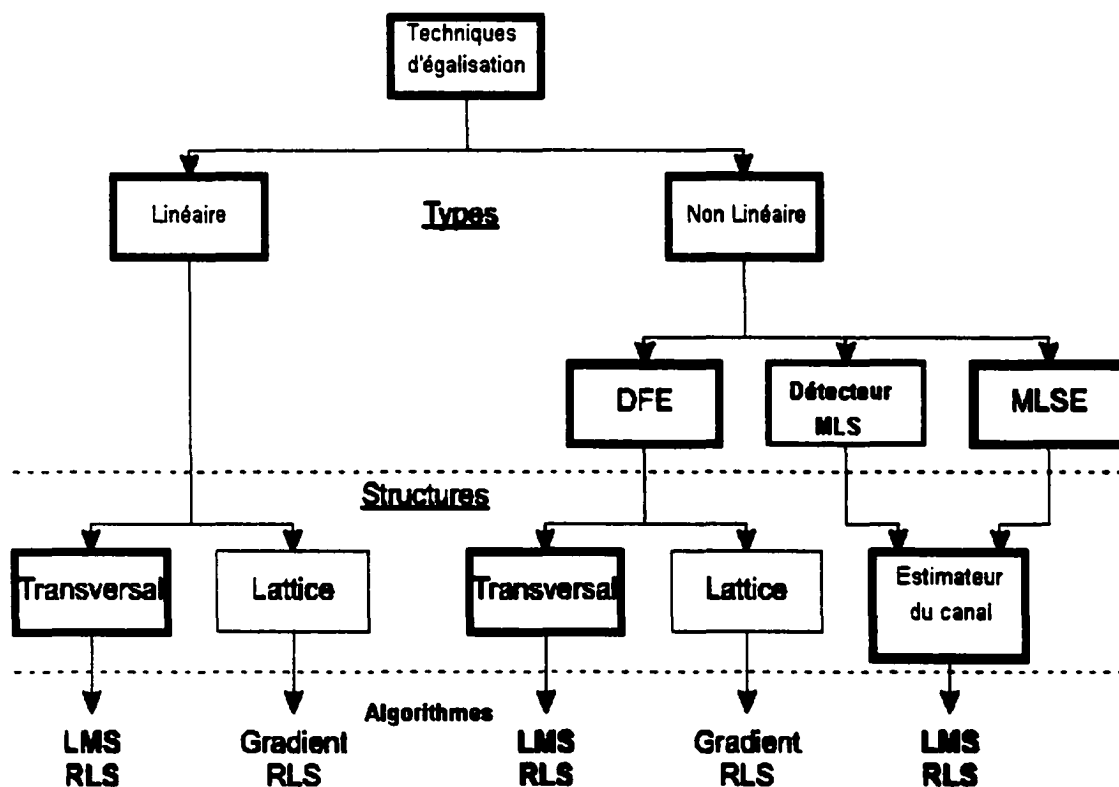 Techniques
d'égalisation
Linéaire
Types
Non Linéaire
DFE
Détecteur
MLS
MLSE
Structures
Transversal
Lattice
Transversal
Lattice
Estimateur
du canal
Algorithmes
LMS
RLS
Gradient
RLS
LMS
RLS
Gradient
RLS
LMS
RLS